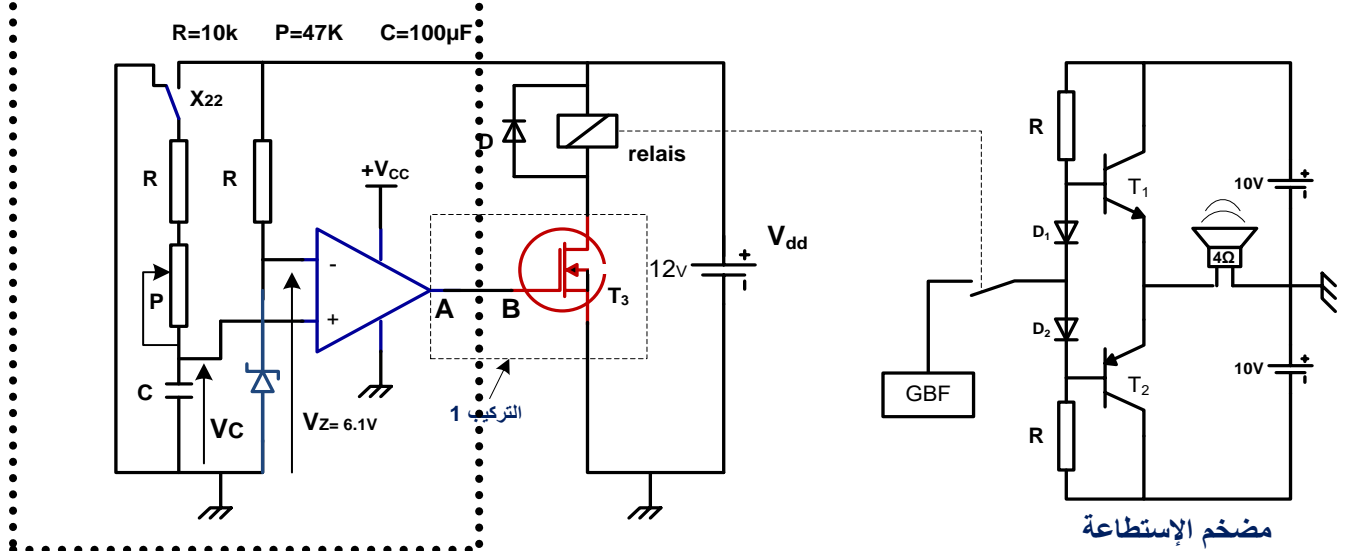 R=10k P=47K C=100µF
X22
R
R
+VCC
D
relais
P
-
+
A
B
T3
12V
Vdd
+
-
C
VC
VZ= 6.1V
التركيب 1
GBF
R
T1
D1
D2
T2
R
4Ω
10V
+
-
10V
+
-
مضخم الإستطاعة